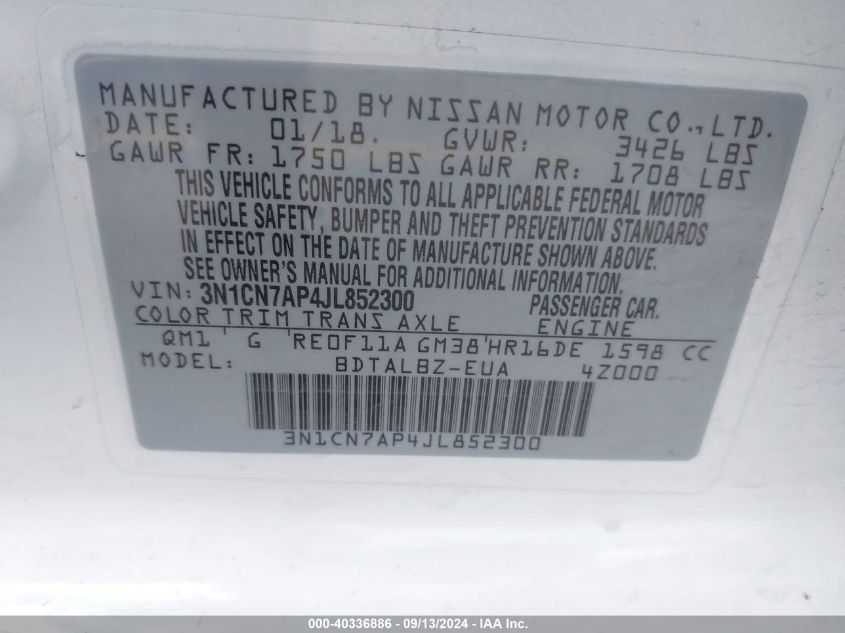 MANUFACTURED BY NISSAN MOTOR CO., LTD.
DATE: 01/18. GVWR: 3426 LBS
GAWR FR: 1750 LBS GAWR RR: 1708 LBS
THIS VEHICLE CONFORMS TO ALL APPLICABLE FEDERAL MOTOR
VEHICLE SAFETY, BUMPER AND THEFT PREVENTION STANDARDS
IN EFFECT ON THE DATE OF MANUFACTURE SHOWN ABOVE.
SEE OWNER'S MANUAL FOR ADDITIONAL INFORMATION.
VIN: 3N1CN7AP4JL852300 PASSENGER CAR.
COLOR TRIM TRANS AXLE ENGINE
QM1 ' G 'RE0F11A GM38'HR16DE 1598 CC
MODEL: BDTALBZ-EUA 4Z000
3N1CN7AP4JL852300
000-40336886 - 09/13/2024 - IAA Inc.